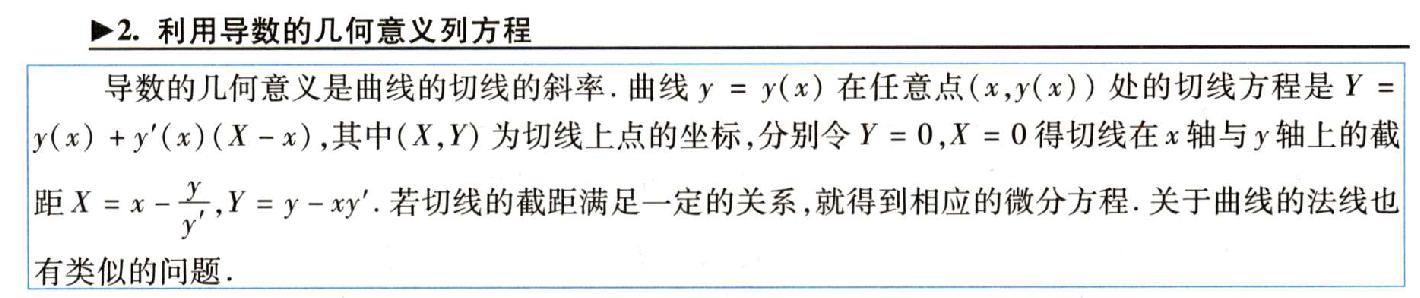 ▶2. 利用导数的几何意义列方程
导数的几何意义是曲线的切线的斜率. 曲线 y = y(x) 在任意点(x,y(x)) 处的切线方程是 Y =
y(x) + y′(x)(X − x),其中(X,Y) 为切线上点的坐标,分别令 Y = 0,X = 0 得切线在 x 轴与 y 轴上的截
距 X = x − y/y′,Y = y − xy′. 若切线的截距满足一定的关系,就得到相应的微分方程. 关于曲线的法线也
有类似的问题.